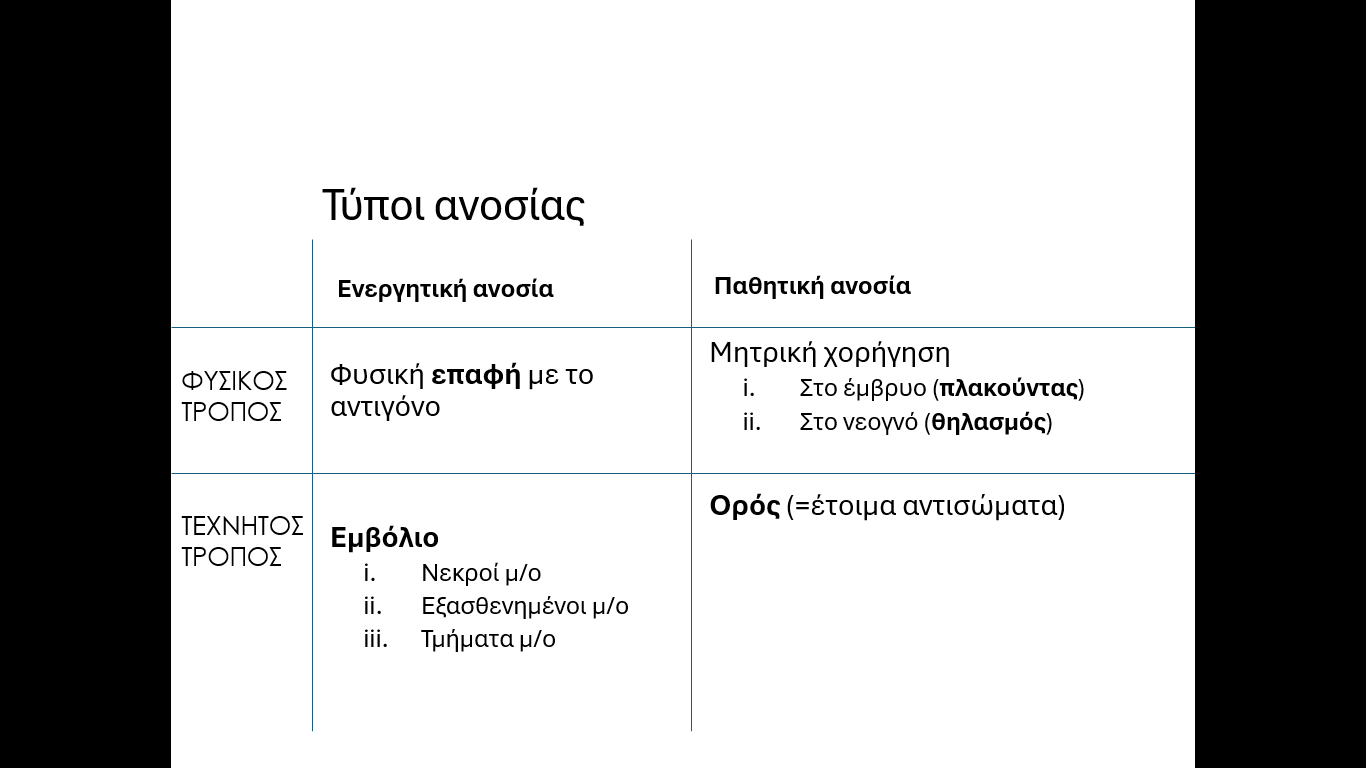 Τύποι ανοσίας
Ενεργητική ανοσία
Παθητική ανοσία
ΦΥΣΙΚΟΣ
ΤΡΟΠΟΣ
Φυσική επαφή με το
αντιγόνο
Μητρική χορήγηση
i. Στο έμβρυο (πλακούντας)
ii. Στο νεογνό (θηλασμός)
ΤΕΧΝΗΤΟΣ
ΤΡΟΠΟΣ
Εμβόλιο
i. Νεκροί μ/ο
ii. Εξασθενημένοι μ/ο
iii. Τμήματα μ/ο
Ορός (=έτοιμα αντισώματα)